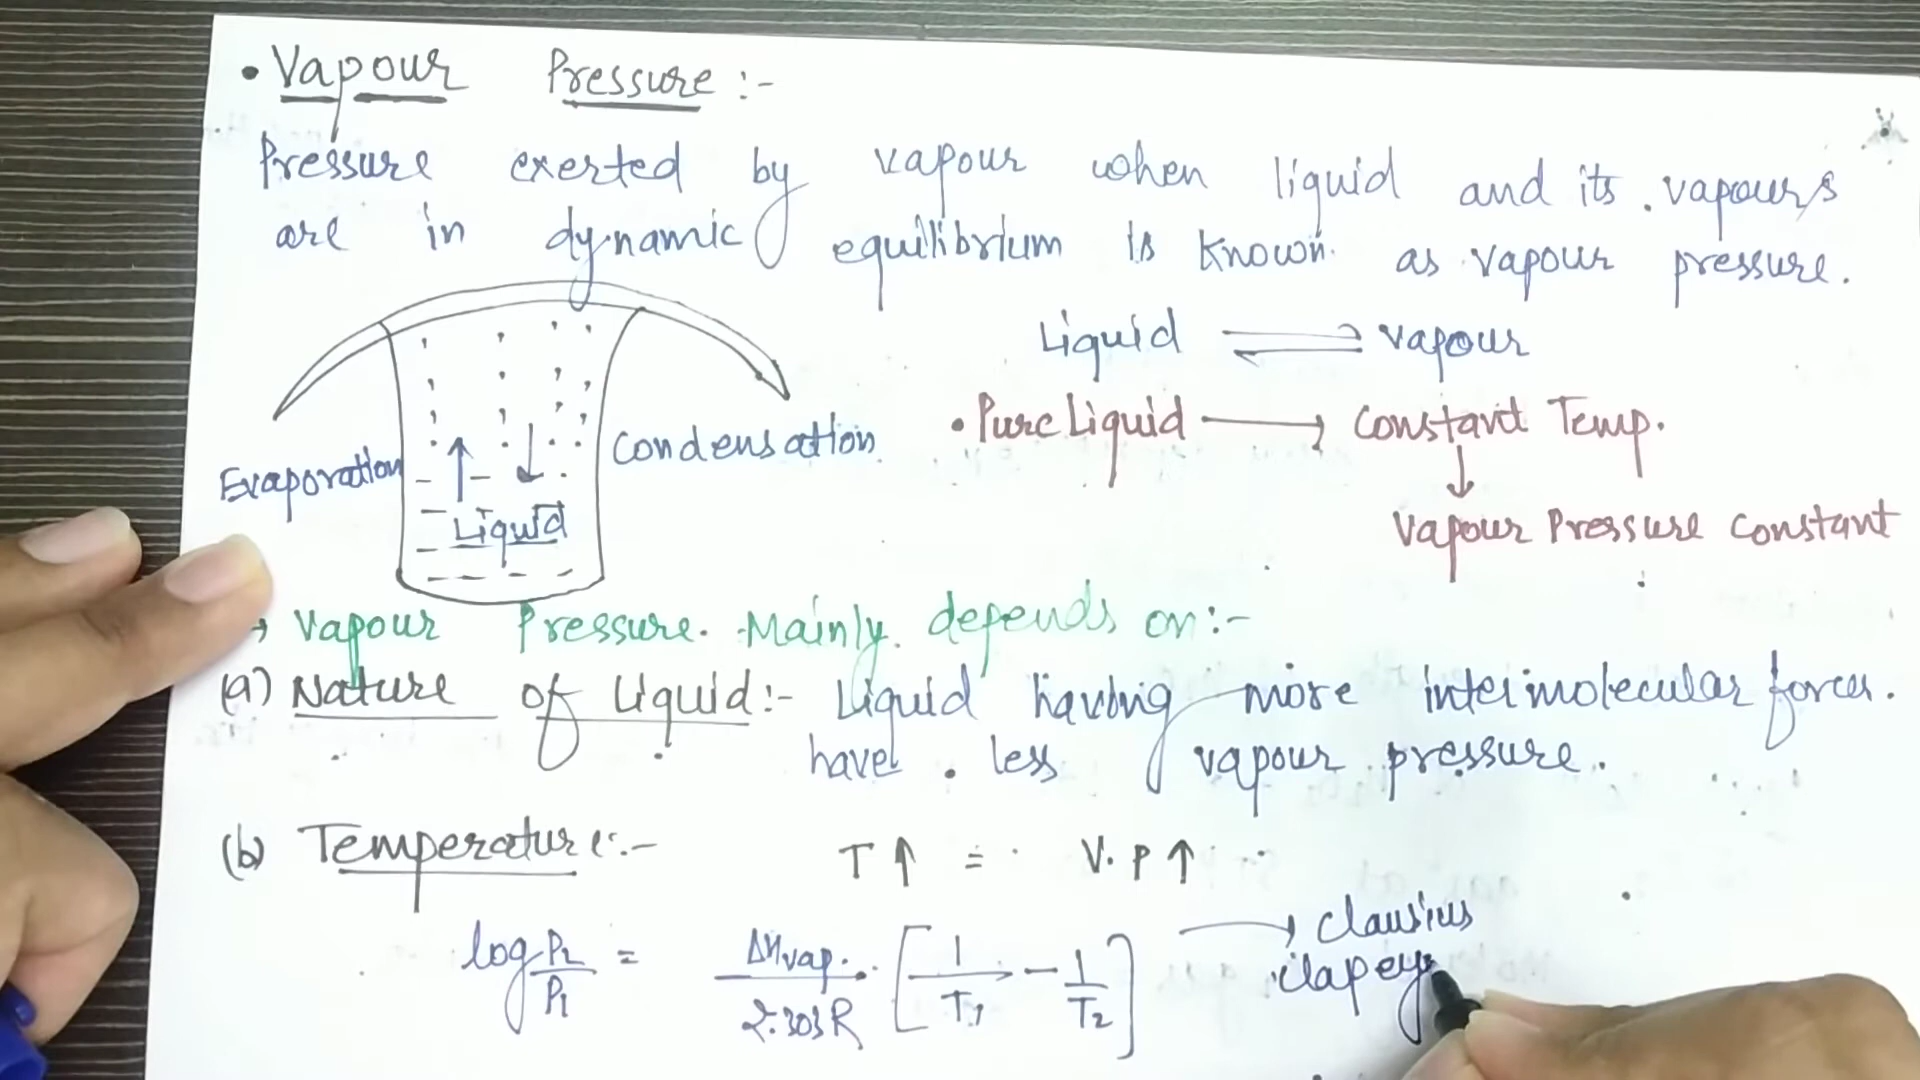 • Vapour Pressure :-
Pressure exerted by vapour when liquid and its vapours
are in dynamic equilibrium is known as vapour pressure.
Liquid ⇌ vapour
Evaporation
Condensation
Liquid
• Pure Liquid ⟶ Constant Temp.
↓
Vapour Pressure Constant
→ Vapour Pressure Mainly depends on:-
(a) Nature of Liquid:- Liquid having more intermolecular forces.
have less vapour pressure.
(b) Temperature:- T↑ = V.P↑
log P2/P1 = ΔHvap./2.303R [1/T1 - 1/T2] ⟶ Clausius
clapey